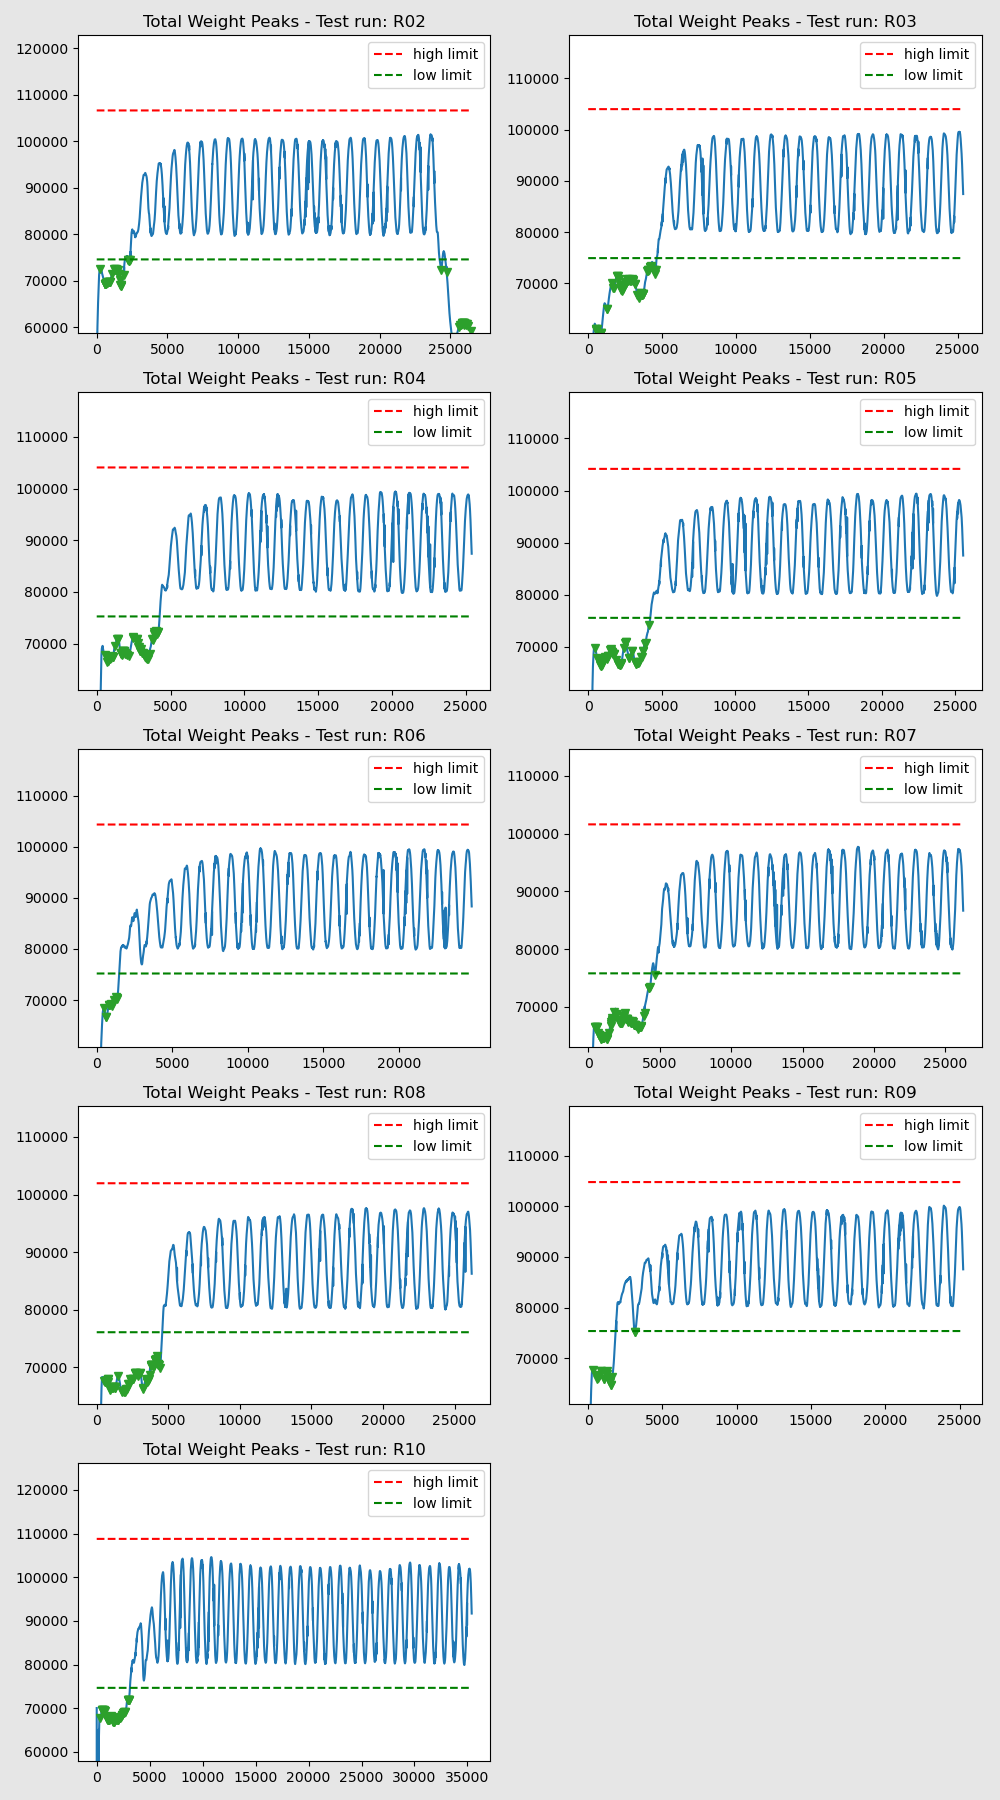 Total Weight Peaks - Test run: R02
high limit
low limit
120000
110000
100000
90000
80000
70000
60000
0 5000 10000 15000 20000 25000
Total Weight Peaks - Test run: R03
high limit
low limit
110000
100000
90000
80000
70000
0 5000 10000 15000 20000 25000
Total Weight Peaks - Test run: R04
high limit
low limit
110000
100000
90000
80000
70000
0 5000 10000 15000 20000 25000
Total Weight Peaks - Test run: R05
high limit
low limit
110000
100000
90000
80000
70000
0 5000 10000 15000 20000 25000
Total Weight Peaks - Test run: R06
high limit
low limit
110000
100000
90000
80000
70000
0 5000 10000 15000 20000
Total Weight Peaks - Test run: R07
high limit
low limit
110000
100000
90000
80000
70000
0 5000 10000 15000 20000 25000
Total Weight Peaks - Test run: R08
high limit
low limit
110000
100000
90000
80000
70000
0 5000 10000 15000 20000 25000
Total Weight Peaks - Test run: R09
high limit
low limit
110000
100000
90000
80000
70000
0 5000 10000 15000 20000 25000
Total Weight Peaks - Test run: R10
high limit
low limit
120000
110000
100000
90000
80000
70000
60000
0 5000 10000 15000 20000 25000 30000 35000